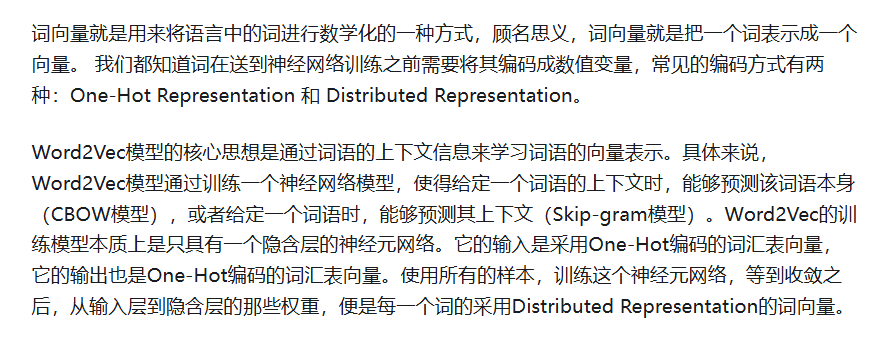 词向量就是用来将语言中的词进行数学化的一种方式，顾名思义，词向量就是把一个词表示成一个
向量。 我们都知道词在送到神经网络训练之前需要将其编码成数值变量，常见的编码方式有两
种：One-Hot Representation 和 Distributed Representation。
Word2Vec模型的核心思想是通过词语的上下文信息来学习词语的向量表示。具体来说，
Word2Vec模型通过训练一个神经网络模型，使得给定一个词语的上下文时，能够预测该词语本身
（CBOW模型），或者给定一个词语时，能够预测其上下文（Skip-gram模型）。Word2Vec的训
练模型本质上是只具有一个隐含层的神经元网络。它的输入是采用One-Hot编码的词汇表向量，
它的输出也是One-Hot编码的词汇表向量。使用所有的样本，训练这个神经元网络，等到收敛之
后，从输入层到隐含层的那些权重，便是每一个词的采用Distributed Representation的词向量。